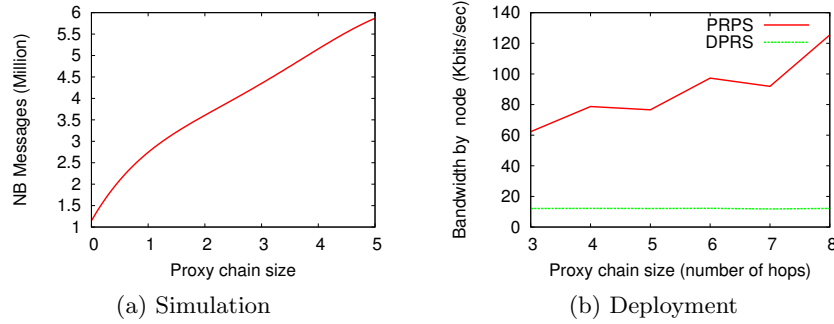 NB Messages (Million)
6
5.5
5
4.5
4
3.5
3
2.5
2
1.5
1
0 1 2 3 4 5
Proxy chain size
(a) Simulation
Bandwidth by node (Kbits/sec)
140
120
100
80
60
40
20
0
PRPS
DPRS
3 4 5 6 7 8
Proxy chain size (number of hops)
(b) Deployment